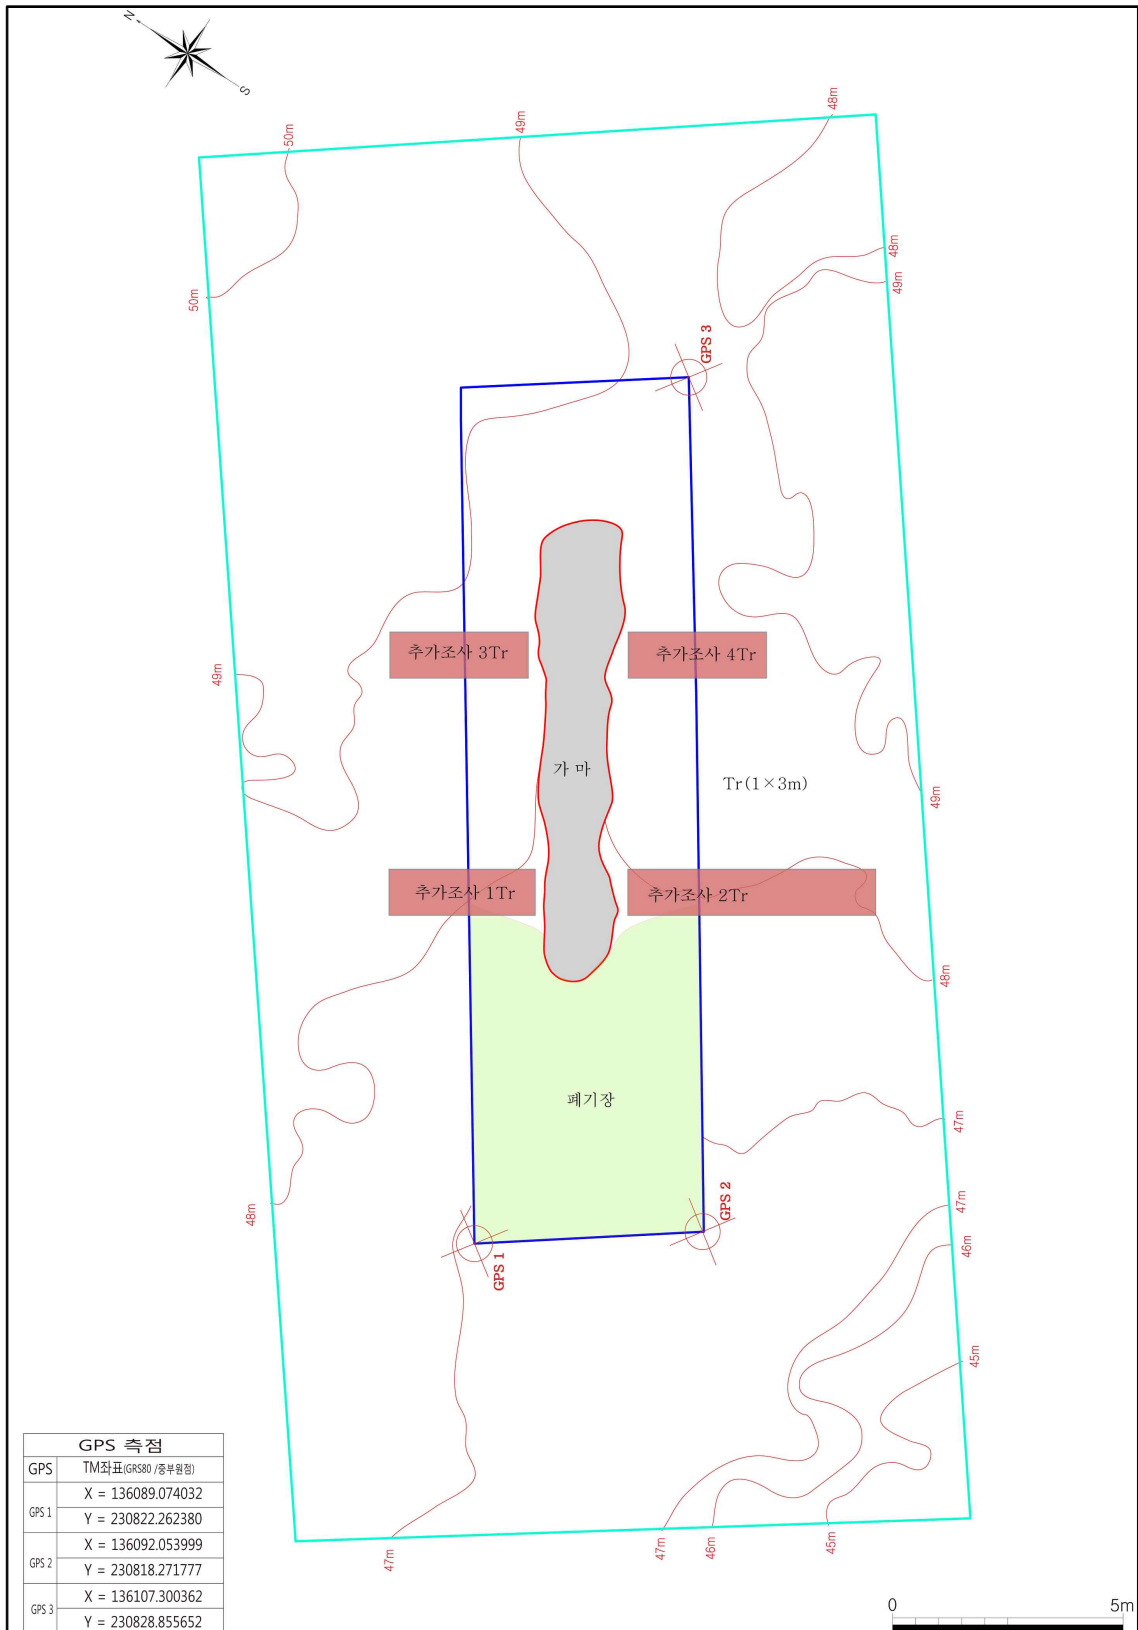 N
S
50m
49m
48m
50m
48m
49m
GPS 3
추가조사 3Tr
추가조사 4Tr
49m
가 마
Tr(1×3m)
49m
추가조사 1Tr
추가조사 2Tr
48m
폐기장
47m
48m
GPS 2
47m
46m
GPS 1
45m
47m
47m
46m
45m
GPS 측점
GPS TM좌표(GRS80 /중부원점)
GPS 1 X = 136089.074032
Y = 230822.262380
GPS 2 X = 136092.053999
Y = 230818.271777
GPS 3 X = 136107.300362
Y = 230828.855652
0 5m